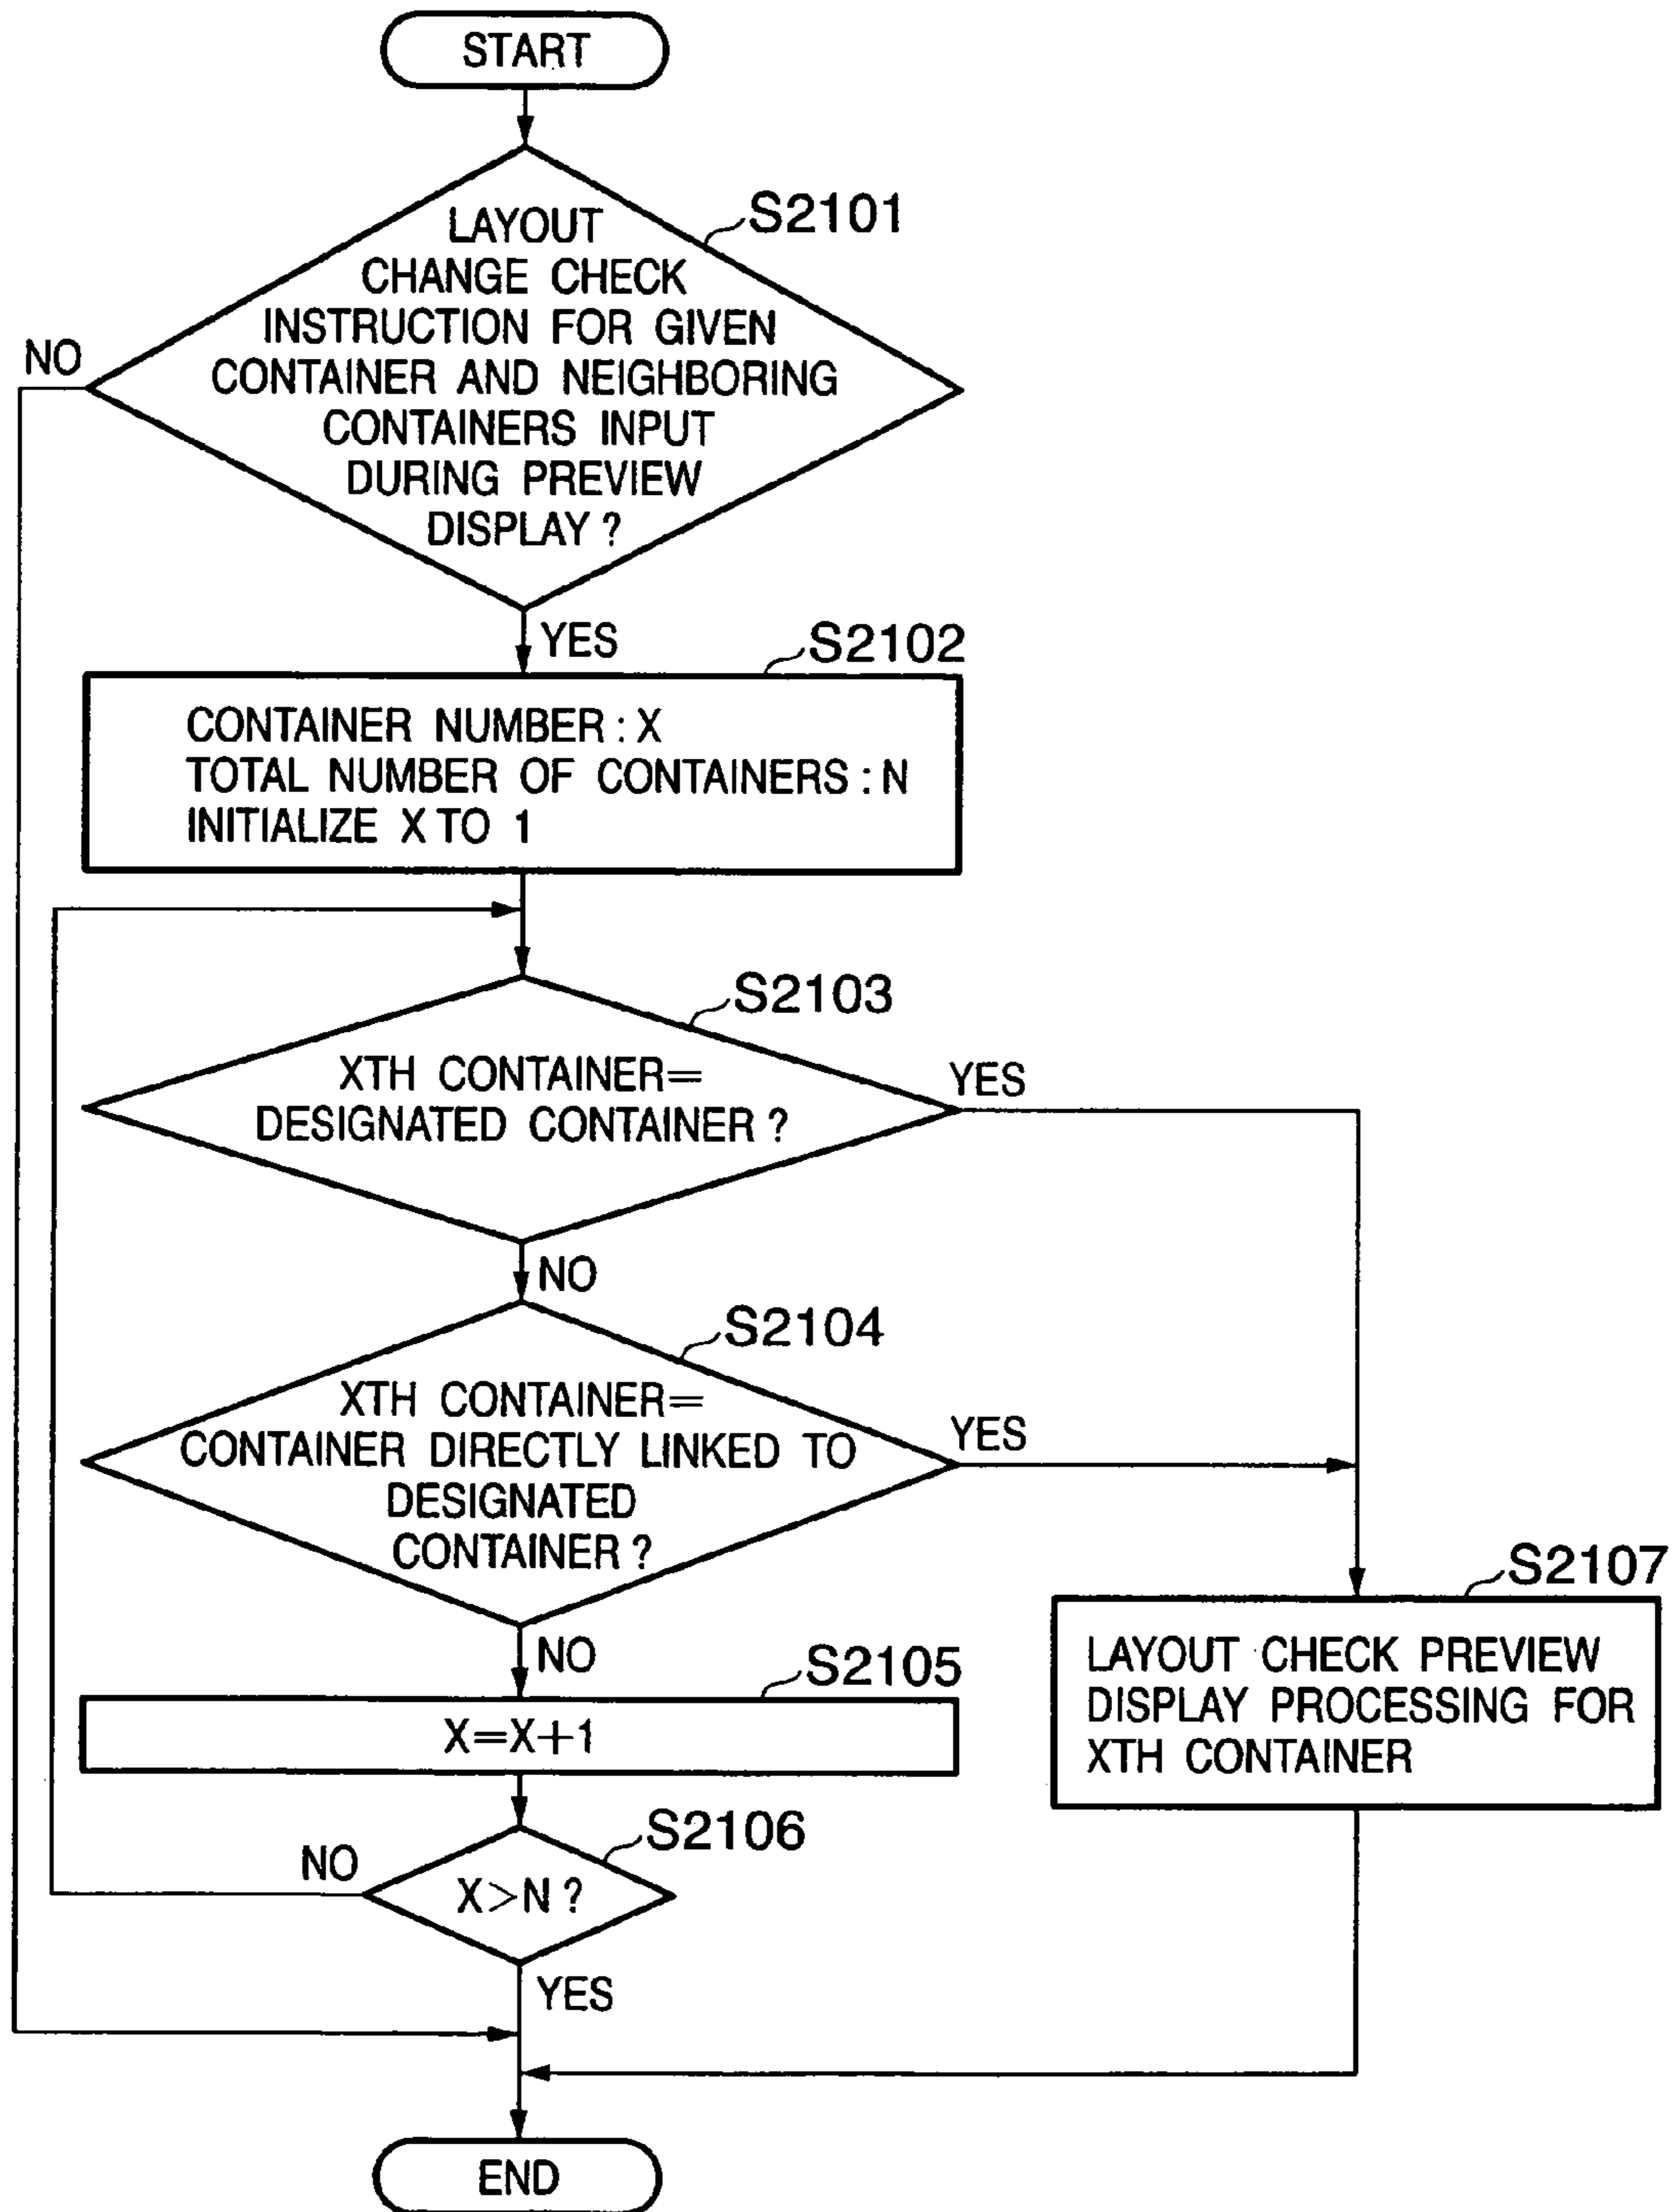 START
S2101
LAYOUT
CHANGE CHECK
INSTRUCTION FOR GIVEN
CONTAINER AND NEIGHBORING
CONTAINERS INPUT
DURING PREVIEW
DISPLAY ?
NO
YES
S2102
CONTAINER NUMBER : X
TOTAL NUMBER OF CONTAINERS : N
INITIALIZE X TO 1
S2103
XTH CONTAINER=
DESIGNATED CONTAINER ?
YES
NO
S2104
XTH CONTAINER=
CONTAINER DIRECTLY LINKED TO
DESIGNATED
CONTAINER ?
YES
NO
S2105
X=X+1
S2106
X>N ?
NO
YES
S2107
LAYOUT CHECK PREVIEW
DISPLAY PROCESSING FOR
XTH CONTAINER
END